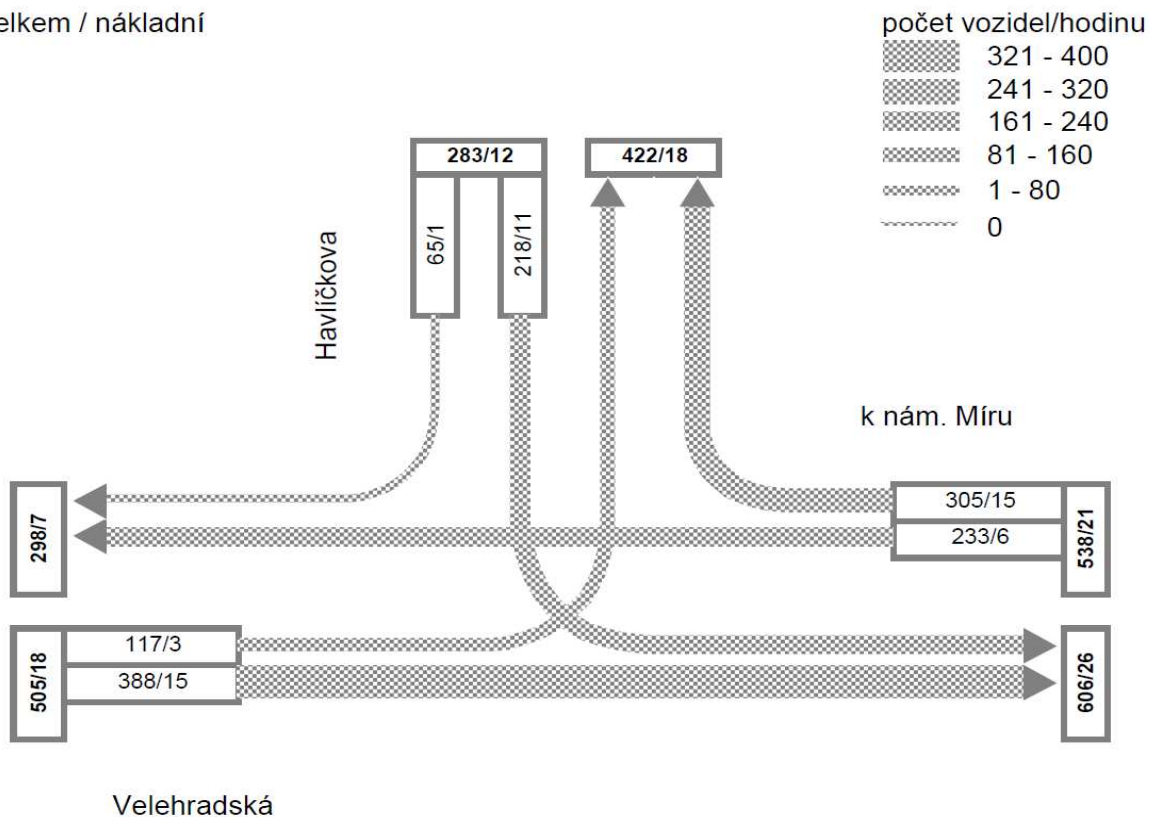 elkem / nákladní
počet vozidel/hodinu
321 - 400
241 - 320
161 - 240
81 - 160
1 - 80
0
283/12
422/18
65/1
218/11
Havlíčkova
k nám. Míru
298/7
305/15
233/6
538/21
505/18
117/3
388/15
606/26
Velehradská